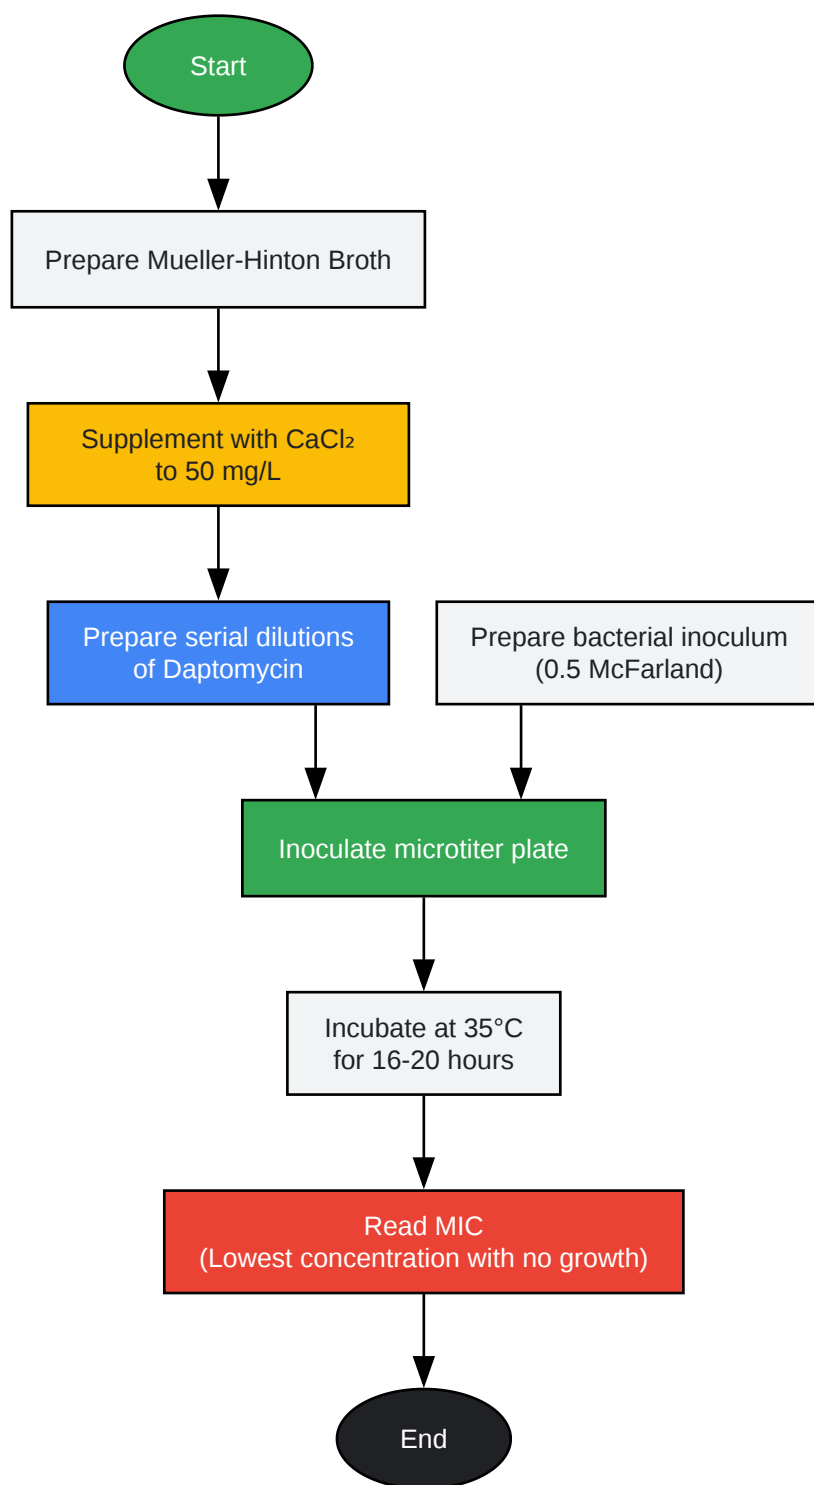 Start
Prepare Mueller-Hinton Broth
Supplement with CaCl₂
to 50 mg/L
Prepare serial dilutions
of Daptomycin
Prepare bacterial inoculum
(0.5 McFarland)
Inoculate microtiter plate
Incubate at 35°C
for 16-20 hours
Read MIC
(Lowest concentration with no growth)
End